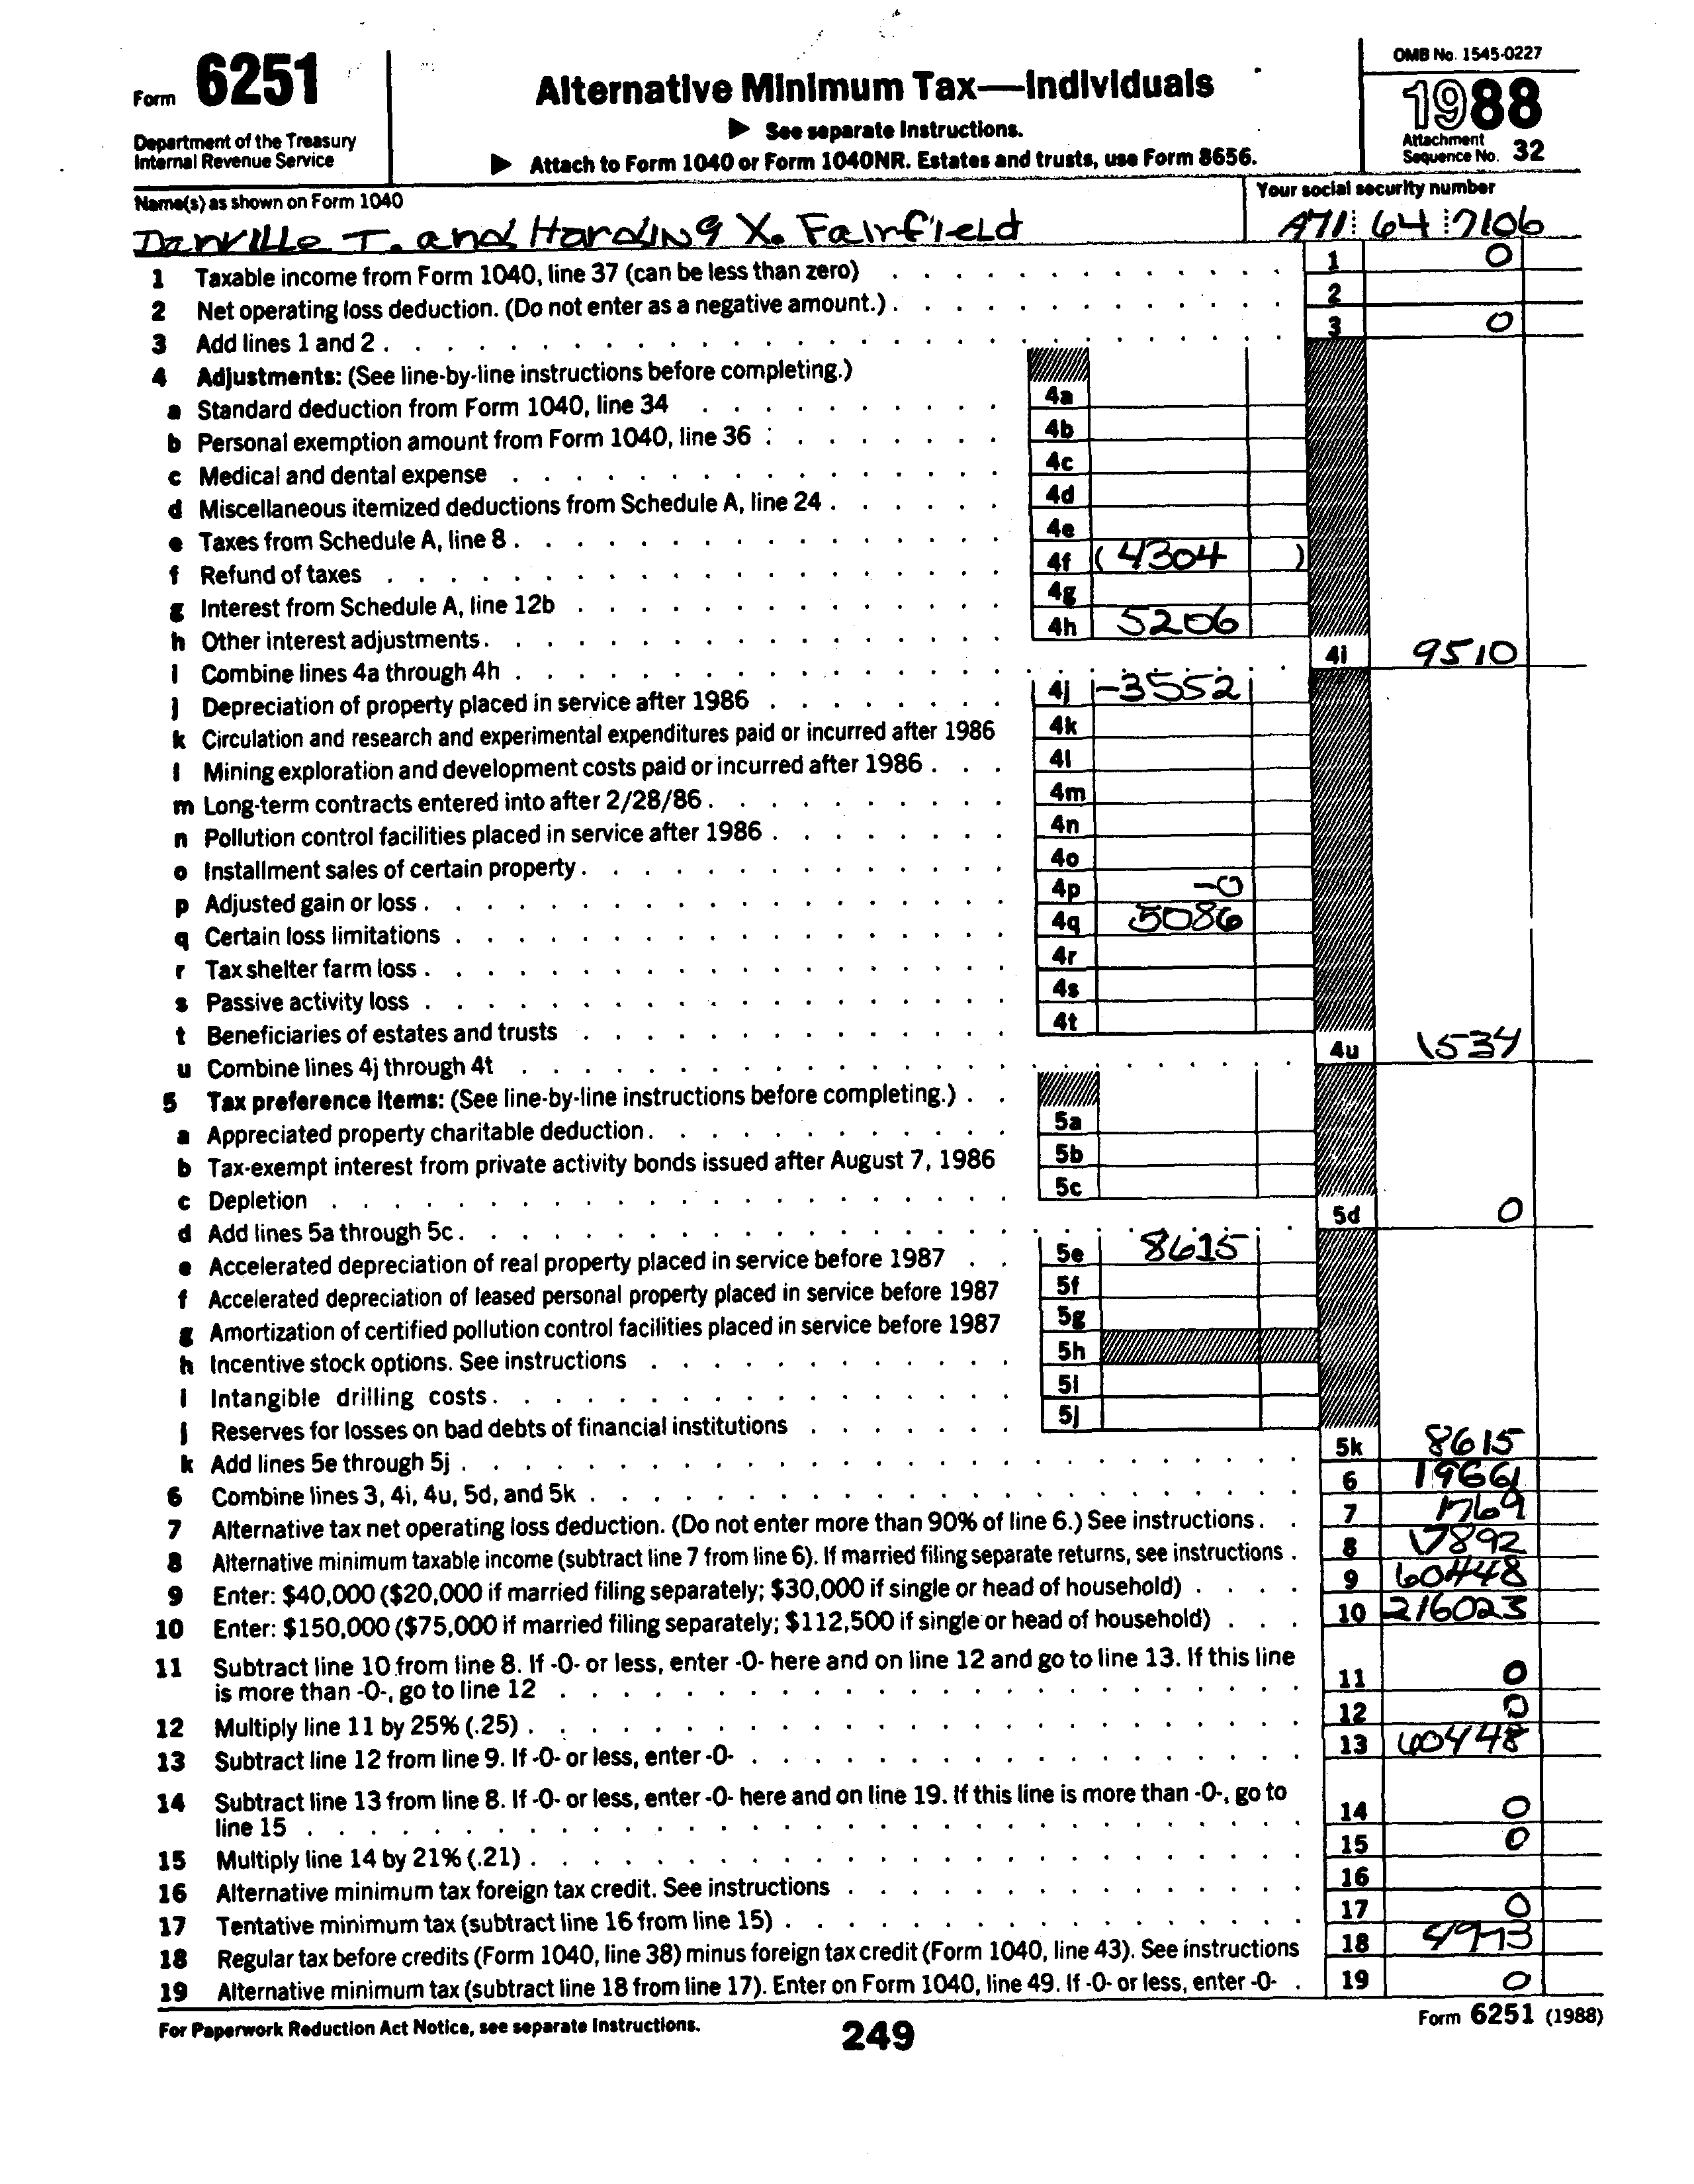 Form 6251
Department of the Treasury
Internal Revenue Service
Alternative Minimum Tax—Individuals
▶ See separate Instructions.
▶ Attach to Form 1040 or Form 1040NR. Estates and trusts, use Form 8656.
OMB No. 1545-0227
1988
Attachment
Sequence No. 32
Name(s) as shown on Form 1040
Your social security number
Danville T. and Harding X. Fairfield
A71 64 7106
1 Taxable income from Form 1040, line 37 (can be less than zero) 1 0
2 Net operating loss deduction. (Do not enter as a negative amount.) 2
3 Add lines 1 and 2 3 0
4 Adjustments: (See line-by-line instructions before completing.)
a Standard deduction from Form 1040, line 34 4a
b Personal exemption amount from Form 1040, line 36 4b
c Medical and dental expense 4c
d Miscellaneous itemized deductions from Schedule A, line 24 4d
e Taxes from Schedule A, line 8 4e
f Refund of taxes 4f ( 4304 )
g Interest from Schedule A, line 12b 4g
h Other interest adjustments 4h 5206
i Combine lines 4a through 4h 4i 9510
j Depreciation of property placed in service after 1986 4j -3552
k Circulation and research and experimental expenditures paid or incurred after 1986 4k
l Mining exploration and development costs paid or incurred after 1986 4l
m Long-term contracts entered into after 2/28/86 4m
n Pollution control facilities placed in service after 1986 4n
o Installment sales of certain property 4o
p Adjusted gain or loss 4p -0
q Certain loss limitations 4q 5086
r Tax shelter farm loss 4r
s Passive activity loss 4s
t Beneficiaries of estates and trusts 4t
u Combine lines 4j through 4t 4u 1534
5 Tax preference items: (See line-by-line instructions before completing.)
a Appreciated property charitable deduction 5a
b Tax-exempt interest from private activity bonds issued after August 7, 1986 5b
c Depletion 5c
d Add lines 5a through 5c 5d 0
e Accelerated depreciation of real property placed in service before 1987 5e 8615
f Accelerated depreciation of leased personal property placed in service before 1987 5f
g Amortization of certified pollution control facilities placed in service before 1987 5g
h Incentive stock options. See instructions 5h
i Intangible drilling costs 5i
j Reserves for losses on bad debts of financial institutions 5j
k Add lines 5e through 5j 5k 8615
6 Combine lines 3, 4i, 4u, 5d, and 5k 6 19661
7 Alternative tax net operating loss deduction. (Do not enter more than 90% of line 6.) See instructions 7 1769
8 Alternative minimum taxable income (subtract line 7 from line 6). If married filing separate returns, see instructions 8 17892
9 Enter: $40,000 ($20,000 if married filing separately; $30,000 if single or head of household) 9 60448
10 Enter: $150,000 ($75,000 if married filing separately; $112,500 if single or head of household) 10 216023
11 Subtract line 10 from line 8. If -0- or less, enter -0- here and on line 12 and go to line 13. If this line
is more than -0-, go to line 12 11 0
12 Multiply line 11 by 25% (.25) 12 0
13 Subtract line 12 from line 9. If -0- or less, enter -0- 13 60448
14 Subtract line 13 from line 8. If -0- or less, enter -0- here and on line 19. If this line is more than -0-, go to
line 15 14 0
15 Multiply line 14 by 21% (.21) 15 0
16 Alternative minimum tax foreign tax credit. See instructions 16
17 Tentative minimum tax (subtract line 16 from line 15) 17 0
18 Regular tax before credits (Form 1040, line 38) minus foreign tax credit (Form 1040, line 43). See instructions 18
19 Alternative minimum tax (subtract line 18 from line 17). Enter on Form 1040, line 49. If -0- or less, enter -0- 19 0
For Paperwork Reduction Act Notice, see separate Instructions.
249
Form 6251 (1988)